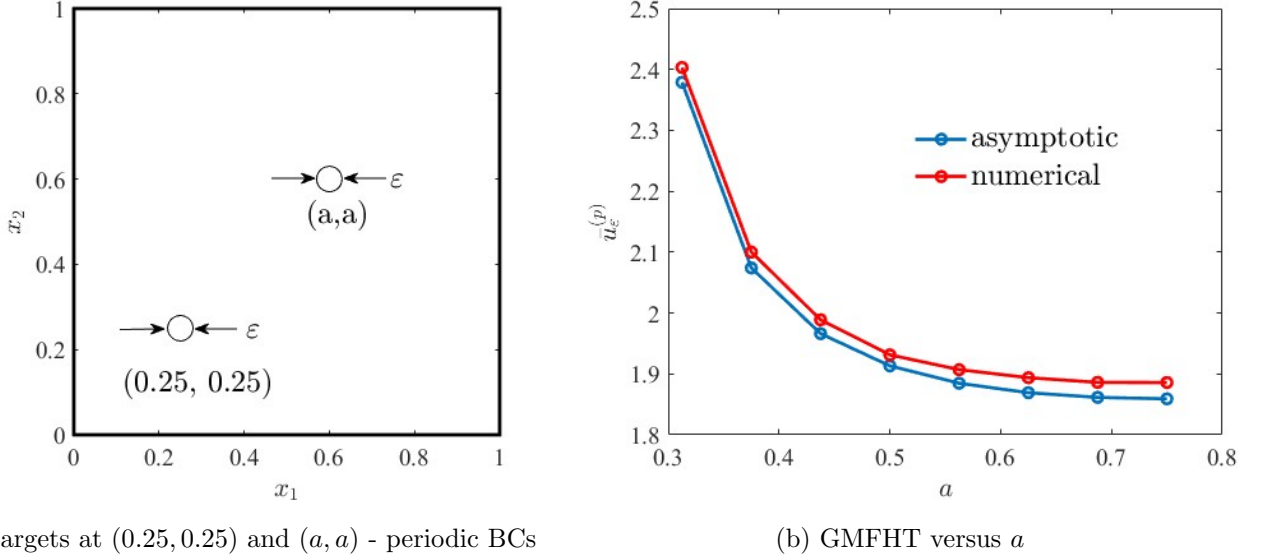 1
0.8
0.6
0.4
0.2
0
0
0.2
0.4
0.6
0.8
1
x₂
x₁
ε
(a,a)
ε
(0.25, 0.25)
argets at (0.25, 0.25) and (a, a) - periodic BCs
2.5
2.4
2.3
2.2
2.1
2
1.9
1.8
0.3
0.4
0.5
0.6
0.7
0.8
ū_ε^(p)
a
asymptotic
numerical
(b) GMFHT versus a